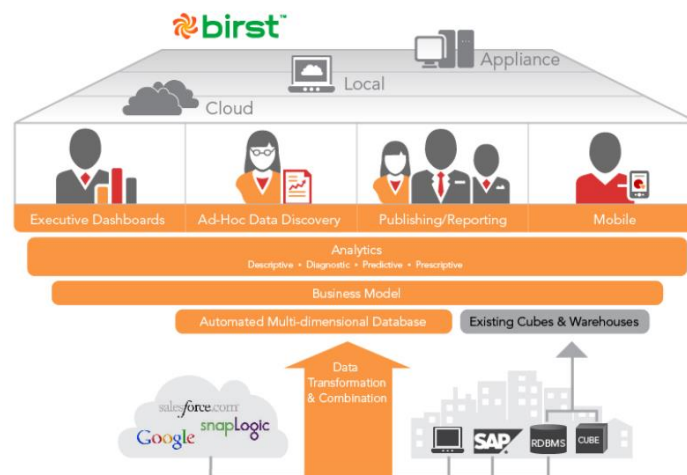 birst™
Appliance
Local
Cloud
Executive Dashboards
Ad-Hoc Data Discovery
Publishing/Reporting
Mobile
Analytics
Descriptive • Diagnostic • Predictive • Prescriptive
Business Model
Automated Multi-dimensional Database
Existing Cubes & Warehouses
Data
Transformation
& Combination
salesforce.com
snapLogic
Google
SAP
RDBMS
CUBE